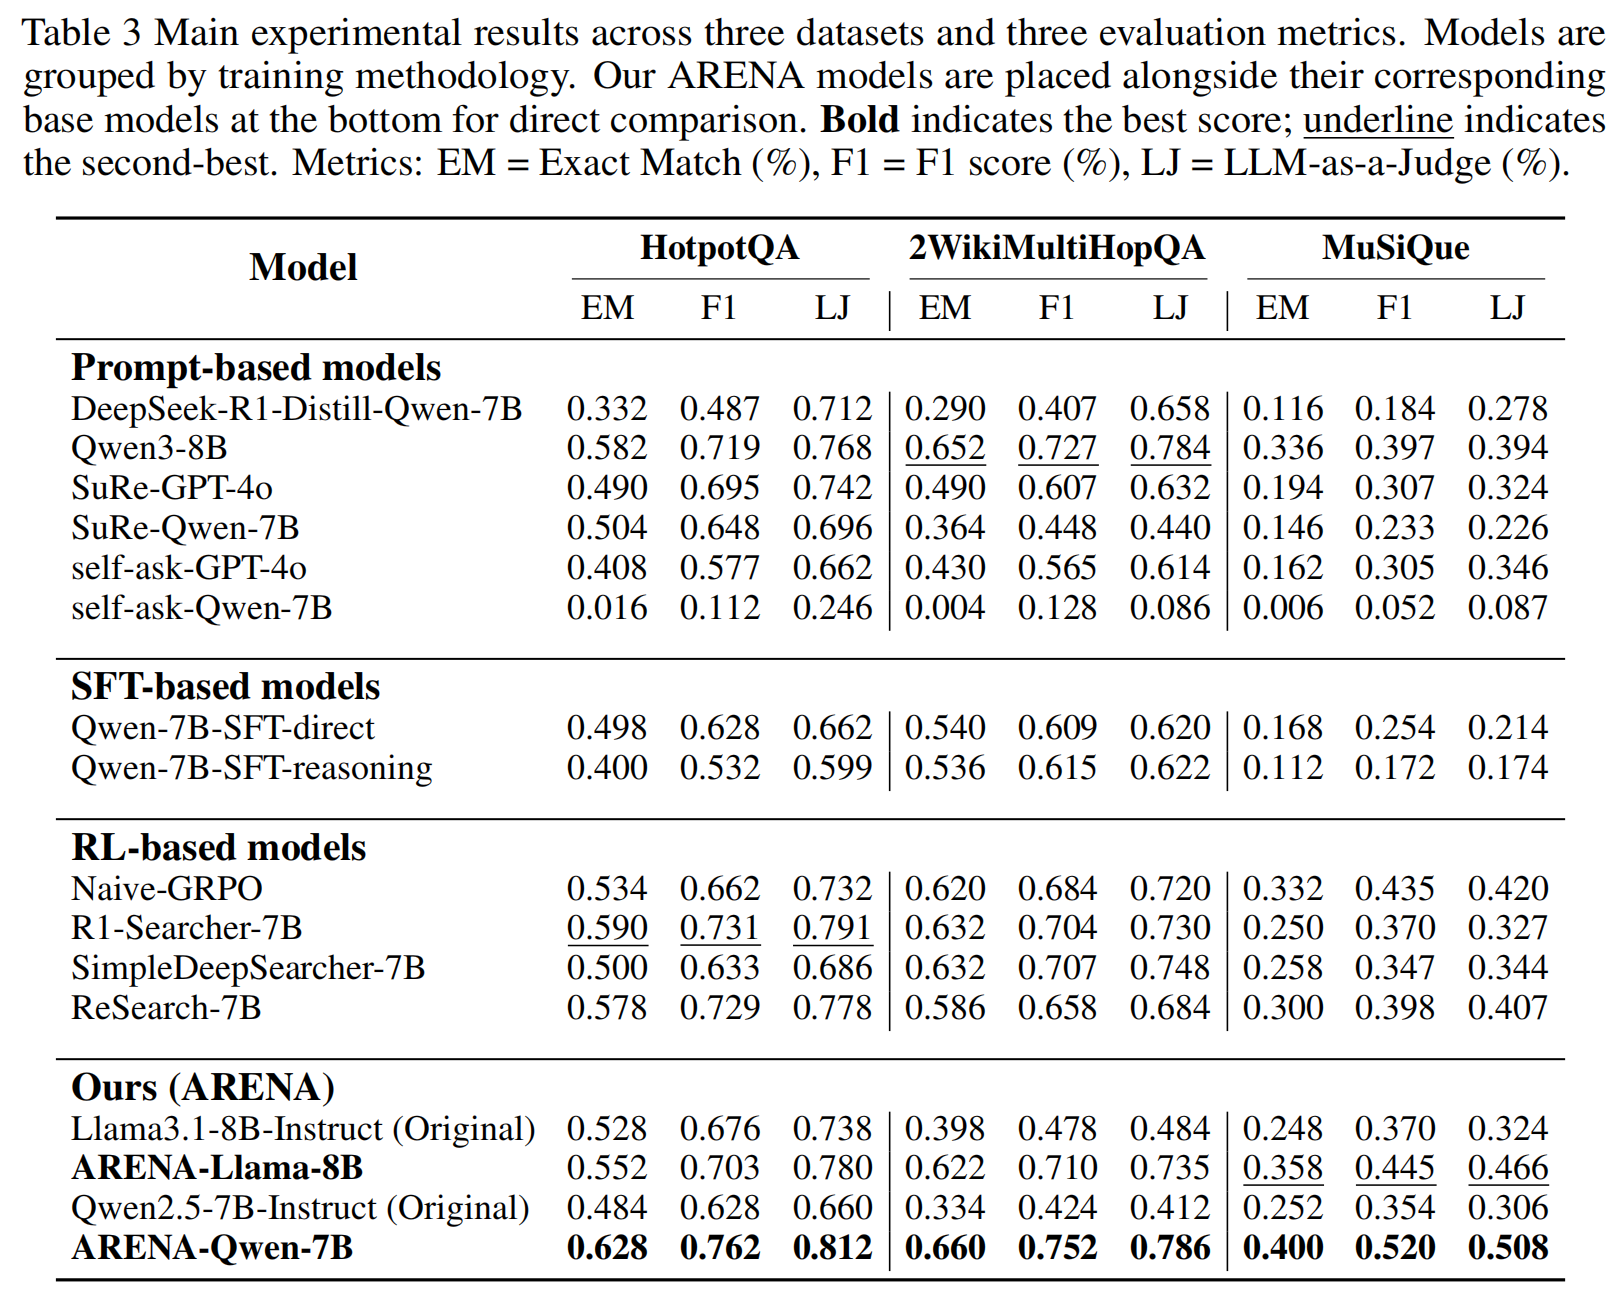 Table 3 Main experimental results across three datasets and three evaluation metrics. Models are
grouped by training methodology. Our ARENA models are placed alongside their corresponding
base models at the bottom for direct comparison. Bold indicates the best score; underline indicates
the second-best. Metrics: EM = Exact Match (%), F1 = F1 score (%), LJ = LLM-as-a-Judge (%).
Model HotpotQA 2WikiMultiHopQA MuSiQue
EM F1 LJ EM F1 LJ EM F1 LJ
Prompt-based models
DeepSeek-R1-Distill-Qwen-7B 0.332 0.487 0.712 0.290 0.407 0.658 0.116 0.184 0.278
Qwen3-8B 0.582 0.719 0.768 0.652 0.727 0.784 0.336 0.397 0.394
SuRe-GPT-4o 0.490 0.695 0.742 0.490 0.607 0.632 0.194 0.307 0.324
SuRe-Qwen-7B 0.504 0.648 0.696 0.364 0.448 0.440 0.146 0.233 0.226
self-ask-GPT-4o 0.408 0.577 0.662 0.430 0.565 0.614 0.162 0.305 0.346
self-ask-Qwen-7B 0.016 0.112 0.246 0.004 0.128 0.086 0.006 0.052 0.087
SFT-based models
Qwen-7B-SFT-direct 0.498 0.628 0.662 0.540 0.609 0.620 0.168 0.254 0.214
Qwen-7B-SFT-reasoning 0.400 0.532 0.599 0.536 0.615 0.622 0.112 0.172 0.174
RL-based models
Naive-GRPO 0.534 0.662 0.732 0.620 0.684 0.720 0.332 0.435 0.420
R1-Searcher-7B 0.590 0.731 0.791 0.632 0.704 0.730 0.250 0.370 0.327
SimpleDeepSearcher-7B 0.500 0.633 0.686 0.632 0.707 0.748 0.258 0.347 0.344
ReSearch-7B 0.578 0.729 0.778 0.586 0.658 0.684 0.300 0.398 0.407
Ours (ARENA)
Llama3.1-8B-Instruct (Original) 0.528 0.676 0.738 0.398 0.478 0.484 0.248 0.370 0.324
ARENA-Llama-8B 0.552 0.703 0.780 0.622 0.710 0.735 0.358 0.445 0.466
Qwen2.5-7B-Instruct (Original) 0.484 0.628 0.660 0.334 0.424 0.412 0.252 0.354 0.306
ARENA-Qwen-7B 0.628 0.762 0.812 0.660 0.752 0.786 0.400 0.520 0.508